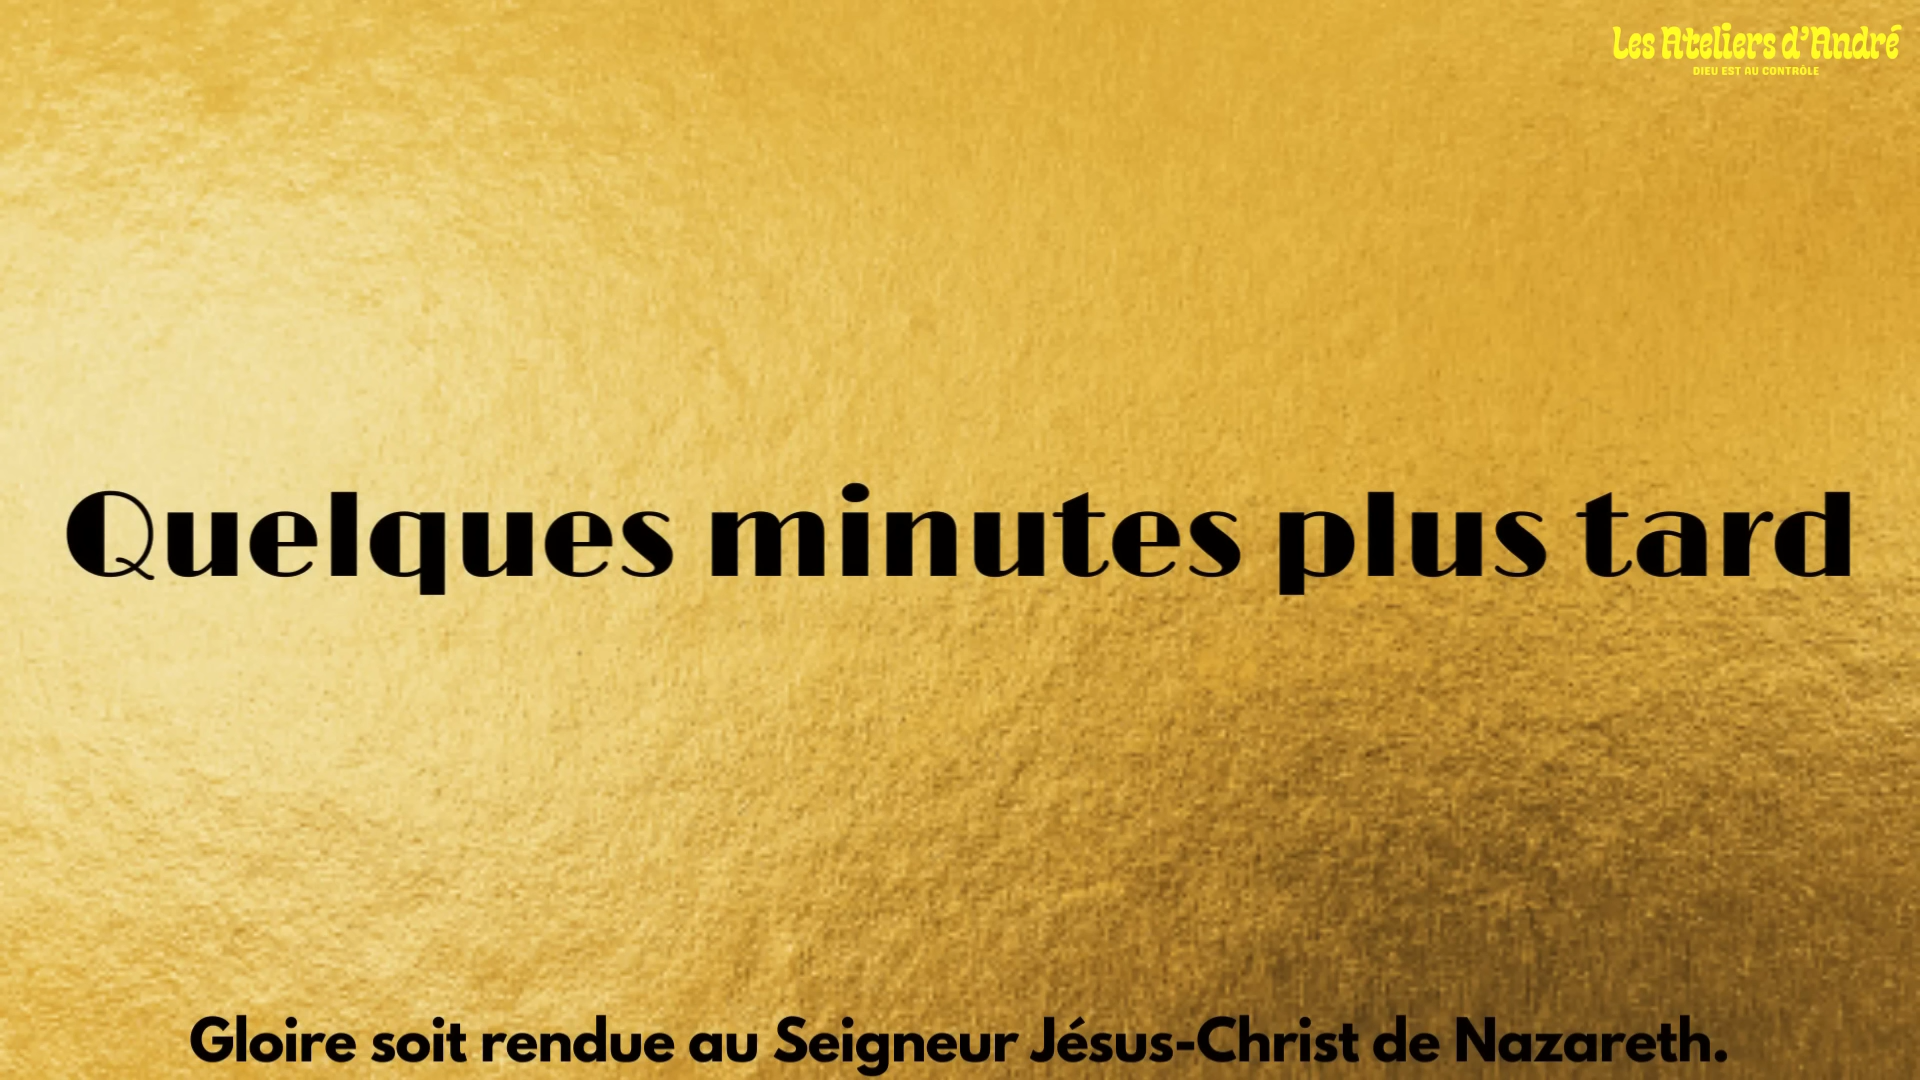 Les Ateliers d'André
DIEU EST AU CONTRÔLE
Quelques minutes plus tard
Gloire soit rendue au Seigneur Jésus-Christ de Nazareth.